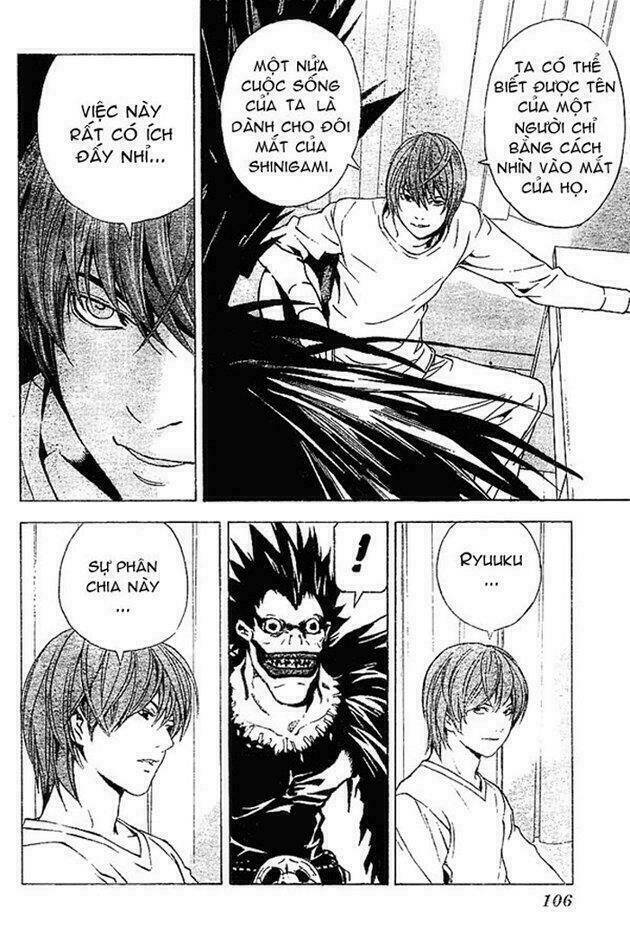 TA CÓ THỂ
BIẾT ĐƯỢC TÊN
CỦA MỘT
NGƯỜI CHỈ
BẰNG CÁCH
NHÌN VÀO MẮT
CỦA HỌ.
MỘT NỬA
CUỘC SỐNG
CỦA TA LÀ
DÀNH CHO ĐÔI
MẮT CỦA
SHINIGAMI.
VIỆC NÀY
RẤT CÓ ÍCH
ĐẤY NHỈ...
RYUUKU
...
!
SỰ PHÂN
CHIA NÀY
...
106